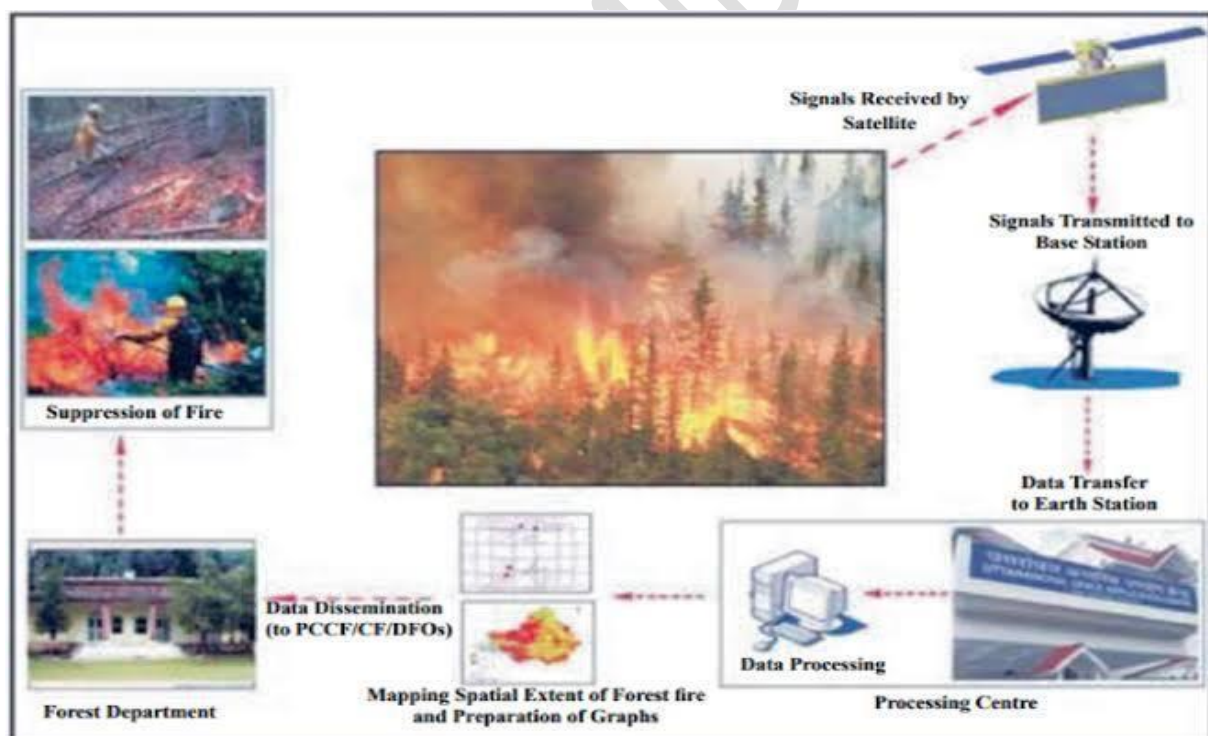 Signals Received by
Satellite
Signals Transmitted to
Base Station
Data Transfer
to Earth Station
Suppression of Fire
Data Dissemination
(to PCCF/CF/DFOs)
Data Processing
Forest Department
Mapping Spatial Extent of Forest fire
and Preparation of Graphs
Processing Centre